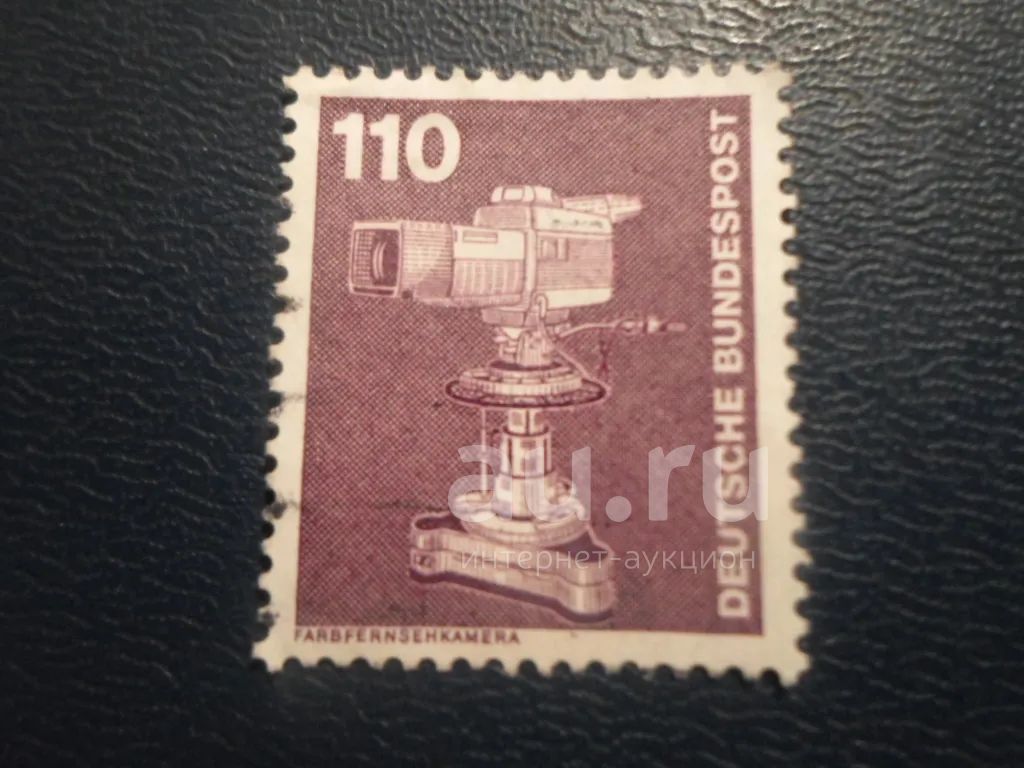 110
DEUTSCHE BUNDESPOST
au.ru
интернет-аукцион
FARBFERNSEHKAMERA